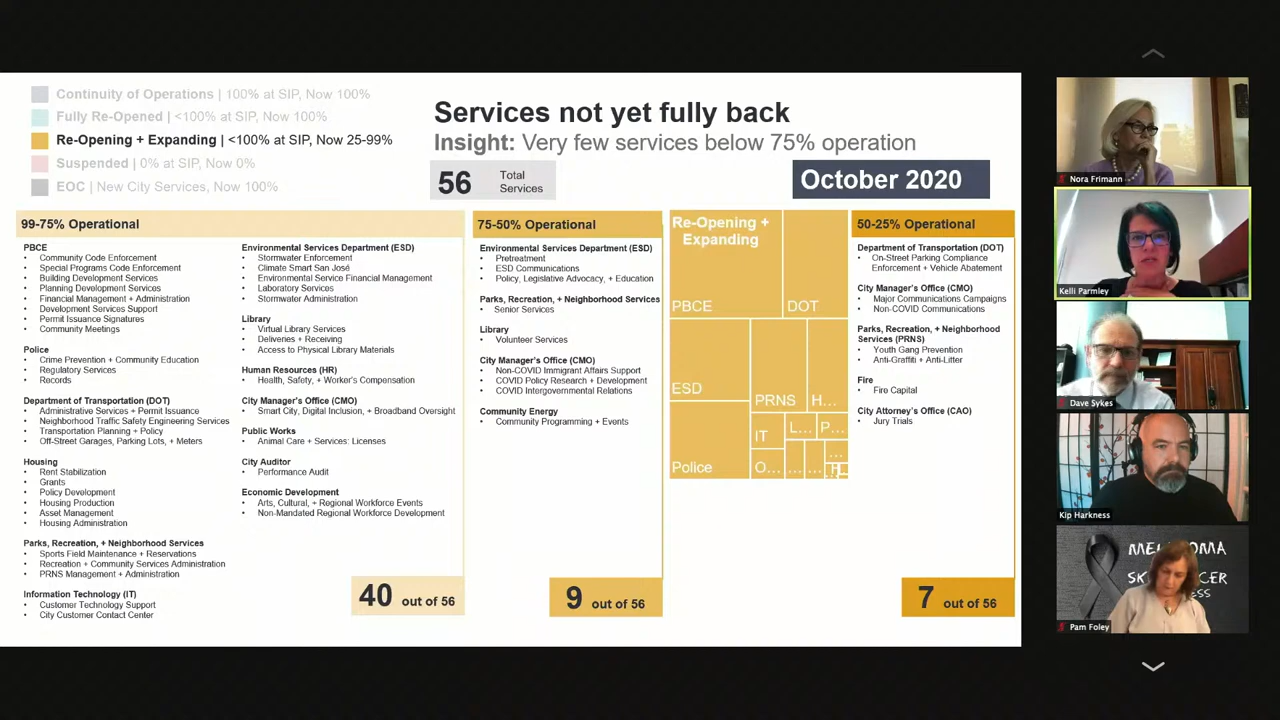 Continuity of Operations | 100% at SIP, Now 100%
Fully Re-Opened | <100% at SIP, Now 100%
Re-Opening + Expanding | <100% at SIP, Now 25-99%
Suspended | 0% at SIP, Now 0%
EOC | New City Services, Now 100%
Services not yet fully back
Insight: Very few services below 75% operation
56 Total
Services
October 2020
99-75% Operational
PBCE
• Community Code Enforcement
• Special Programs Code Enforcement
• Building Development Services
• Planning Development Services
• Financial Management + Administration
• Development Services Support
• Permit Issuance Signatures
• Community Meetings
Police
• Crime Prevention + Community Education
• Regulatory Services
• Records
Department of Transportation (DOT)
• Administrative Services + Permit Issuance
• Neighborhood Traffic Safety Engineering Services
• Transportation Planning + Policy
• Off-Street Garages, Parking Lots, + Meters
Housing
• Rent Stabilization
• Grants
• Policy Development
• Housing Production
• Asset Management
• Housing Administration
Parks, Recreation, + Neighborhood Services
• Sports Field Maintenance + Reservations
• Recreation + Community Services Administration
• PRNS Management + Administration
Information Technology (IT)
• Customer Technology Support
• City Customer Contact Center
Environmental Services Department (ESD)
• Stormwater Enforcement
• Climate Smart San José
• Environmental Service Financial Management
• Laboratory Services
• Stormwater Administration
Library
• Virtual Library Services
• Deliveries + Receiving
• Access to Physical Library Materials
Human Resources (HR)
• Health, Safety, + Worker's Compensation
City Manager's Office (CMO)
• Smart City, Digital Inclusion, + Broadband Oversight
Public Works
• Animal Care + Services: Licenses
City Auditor
• Performance Audit
Economic Development
• Arts, Cultural, + Regional Workforce Events
• Non-Mandated Regional Workforce Development
40 out of 56
75-50% Operational
Environmental Services Department (ESD)
• Pretreatment
• ESD Communications
• Policy, Legislative Advocacy, + Education
Parks, Recreation, + Neighborhood Services
• Senior Services
Library
• Volunteer Services
City Manager's Office (CMO)
• Non-COVID Immigrant Affairs Support
• COVID Policy Research + Development
• COVID Intergovernmental Relations
Community Energy
• Community Programming + Events
9 out of 56
Re-Opening +
Expanding
PBCE
DOT
ESD
PRNS
H...
Police
IT
L...
P...
O...
...
...
...
50-25% Operational
Department of Transportation (DOT)
• On-Street Parking Compliance
Enforcement + Vehicle Abatement
City Manager's Office (CMO)
• Major Communications Campaigns
• Non-COVID Communications
Parks, Recreation, + Neighborhood
Services (PRNS)
• Youth Gang Prevention
• Anti-Graffiti + Anti-Litter
Fire
• Fire Capital
City Attorney's Office (CAO)
• Jury Trials
7 out of 56
Nora Frimann
Kelli Parmley
Dave Sykes
Kip Harkness
Pam Foley